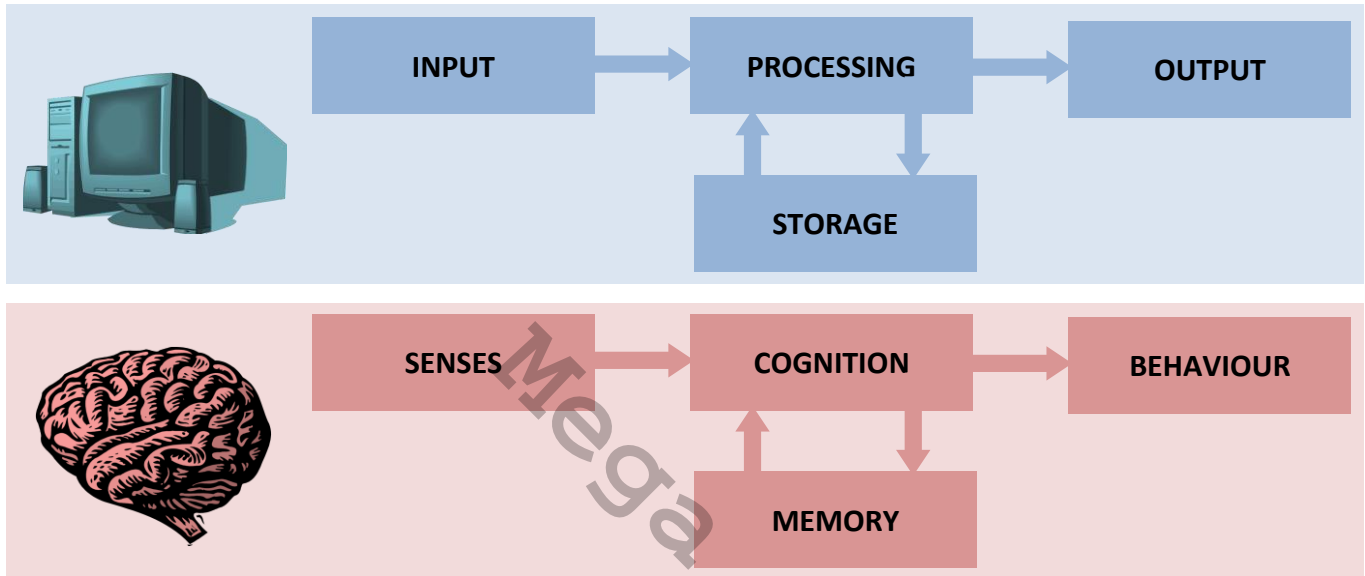 INPUT
PROCESSING
OUTPUT
STORAGE
SENSES
COGNITION
BEHAVIOUR
MEMORY
Mega